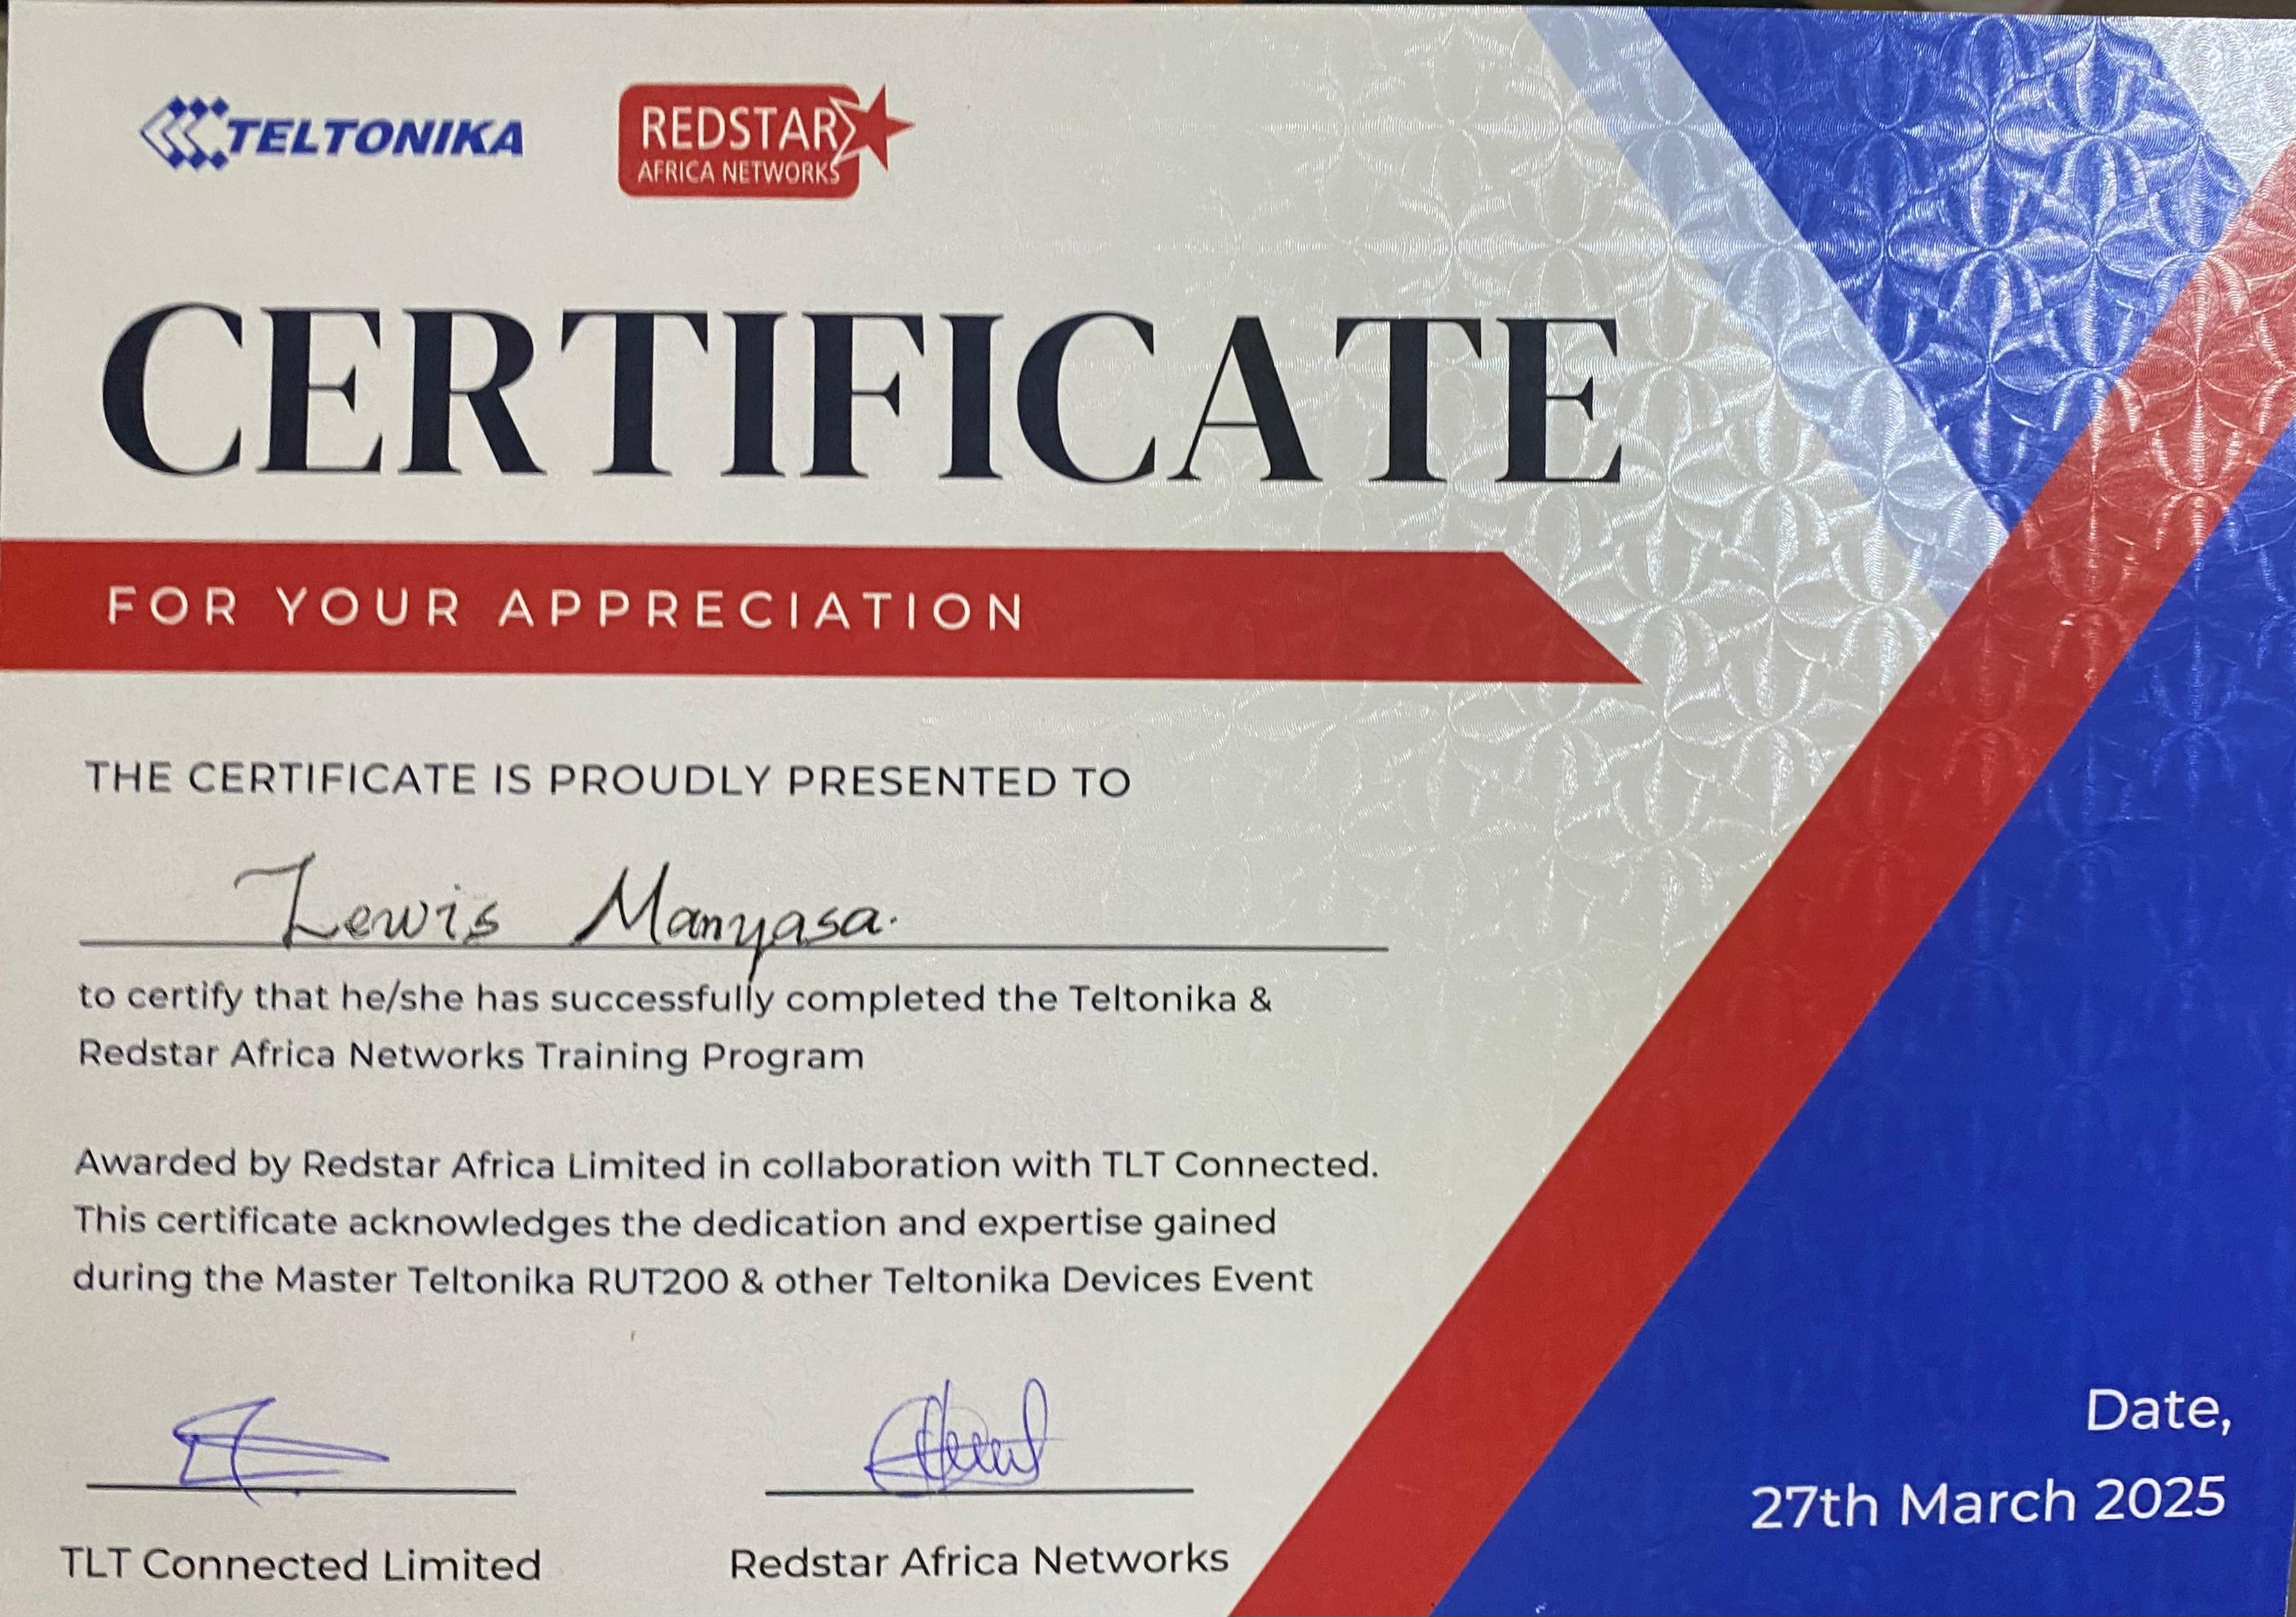 TELTONIKA
REDSTAR
AFRICA NETWORKS
CERTIFICATE
FOR YOUR APPRECIATION
THE CERTIFICATE IS PROUDLY PRESENTED TO
Lewis Manyasa.
to certify that he/she has successfully completed the Teltonika &
Redstar Africa Networks Training Program
Awarded by Redstar Africa Limited in collaboration with TLT Connected.
This certificate acknowledges the dedication and expertise gained
during the Master Teltonika RUT200 & other Teltonika Devices Event
TLT Connected Limited
Redstar Africa Networks
Date,
27th March 2025